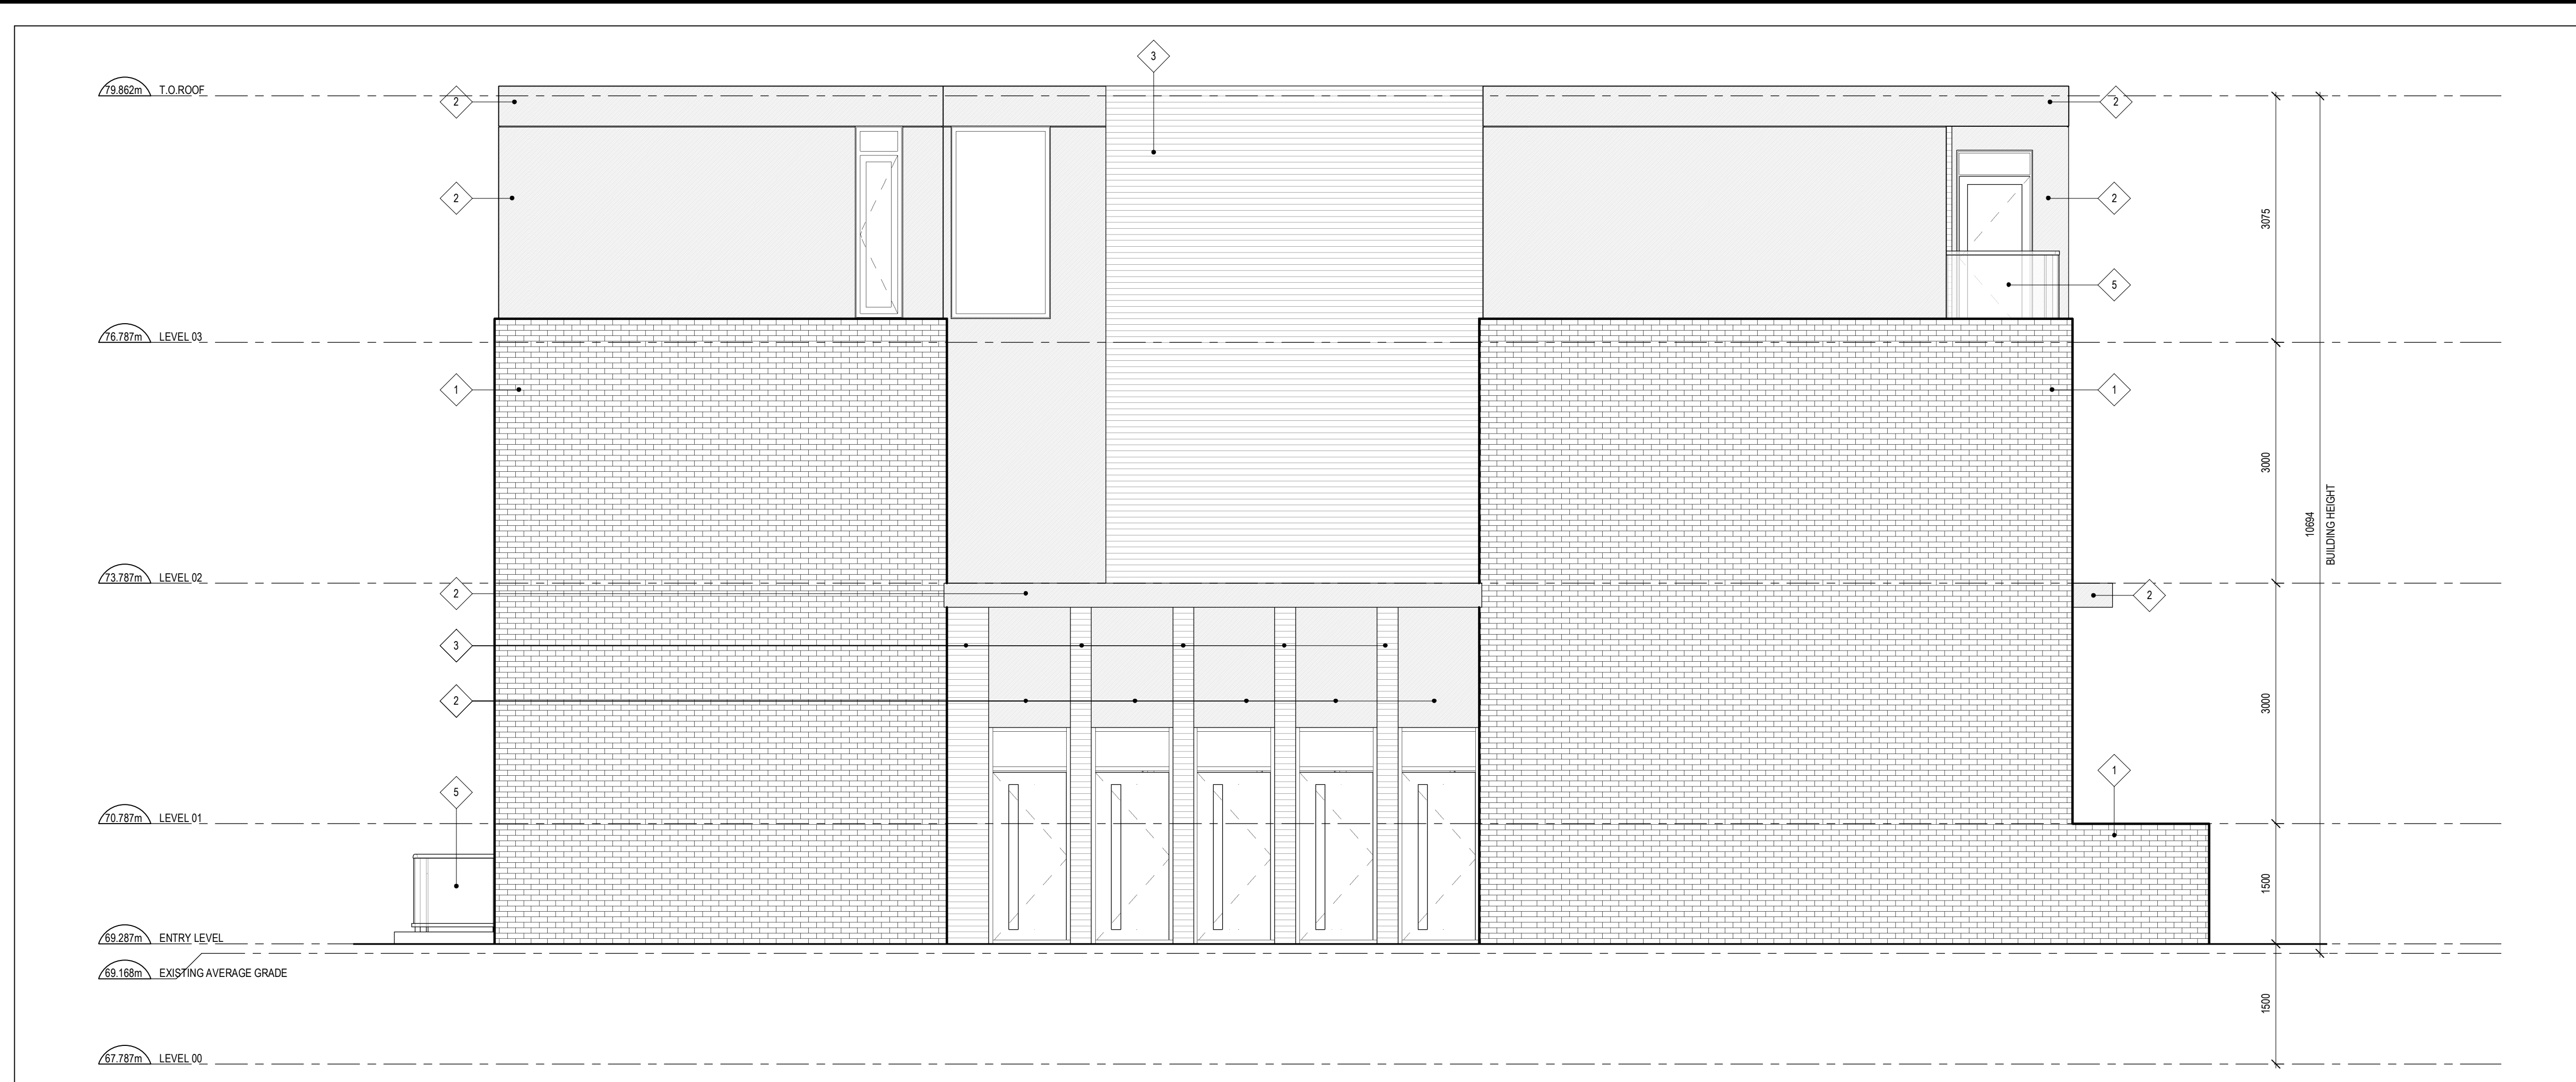 3
79.862m T.O.ROOF
2
2
2
2
3075
5
76.787m LEVEL 03
1
1
3000
10694
BUILDING HEIGHT
73.787m LEVEL 02
2
2
3
2
3000
1
5
70.787m LEVEL 01
1500
69.287m ENTRY LEVEL
69.168m EXISTING AVERAGE GRADE
1500
67.787m LEVEL 00